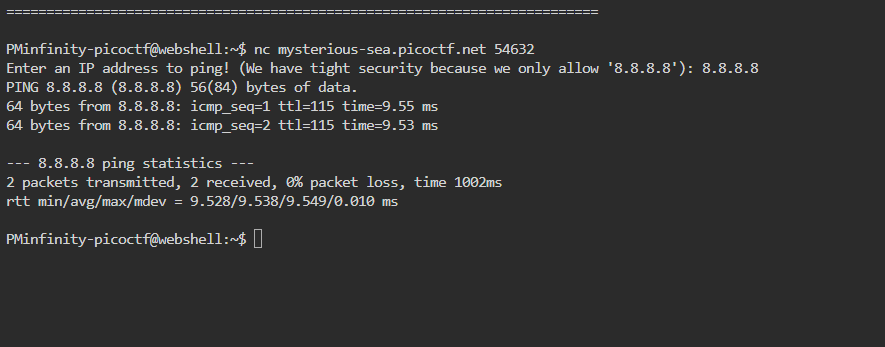 ==========================================================================
PMinfinity-picoctf@webshell:~$ nc mysterious-sea.picoctf.net 54632
Enter an IP address to ping! (We have tight security because we only allow '8.8.8.8'): 8.8.8.8
PING 8.8.8.8 (8.8.8.8) 56(84) bytes of data.
64 bytes from 8.8.8.8: icmp_seq=1 ttl=115 time=9.55 ms
64 bytes from 8.8.8.8: icmp_seq=2 ttl=115 time=9.53 ms
--- 8.8.8.8 ping statistics ---
2 packets transmitted, 2 received, 0% packet loss, time 1002ms
rtt min/avg/max/mdev = 9.528/9.538/9.549/0.010 ms
PMinfinity-picoctf@webshell:~$